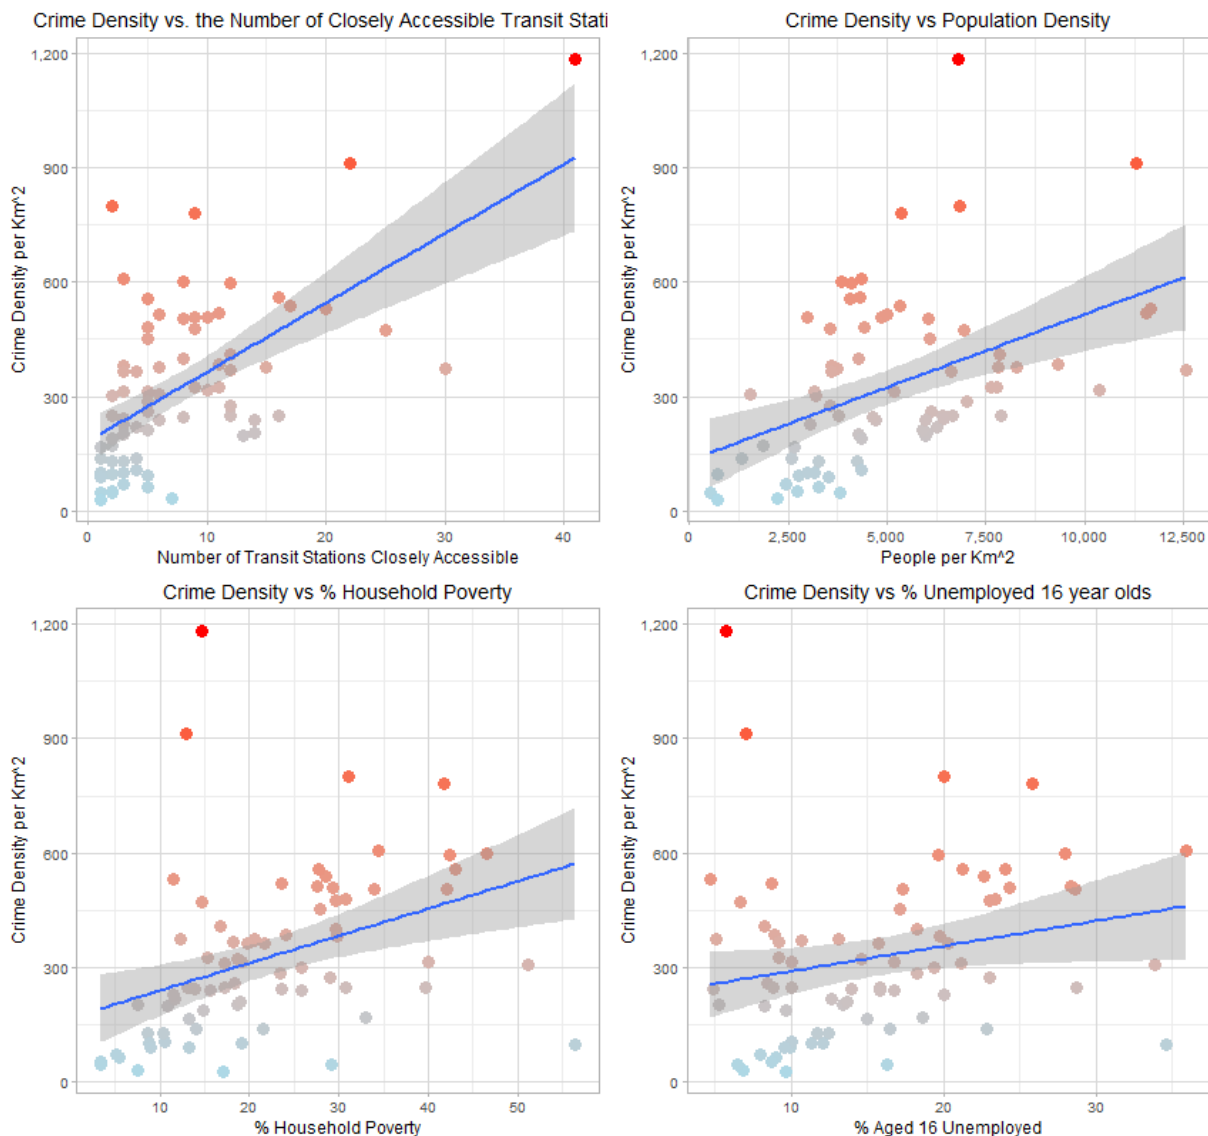 Crime Density vs. the Number of Closely Accessible Transit Stati
Crime Density per Km^2
1,200
900
600
300
0
0 10 20 30 40
Number of Transit Stations Closely Accessible
Crime Density vs Population Density
Crime Density per Km^2
1,200
900
600
300
0
2,500 5,000 7,500 10,000 12,500
People per Km^2
Crime Density vs % Household Poverty
Crime Density per Km^2
1,200
900
600
300
0
10 20 30 40 50
% Household Poverty
Crime Density vs % Unemployed 16 year olds
Crime Density per Km^2
1,200
900
600
300
0
10 20 30
% Aged 16 Unemployed